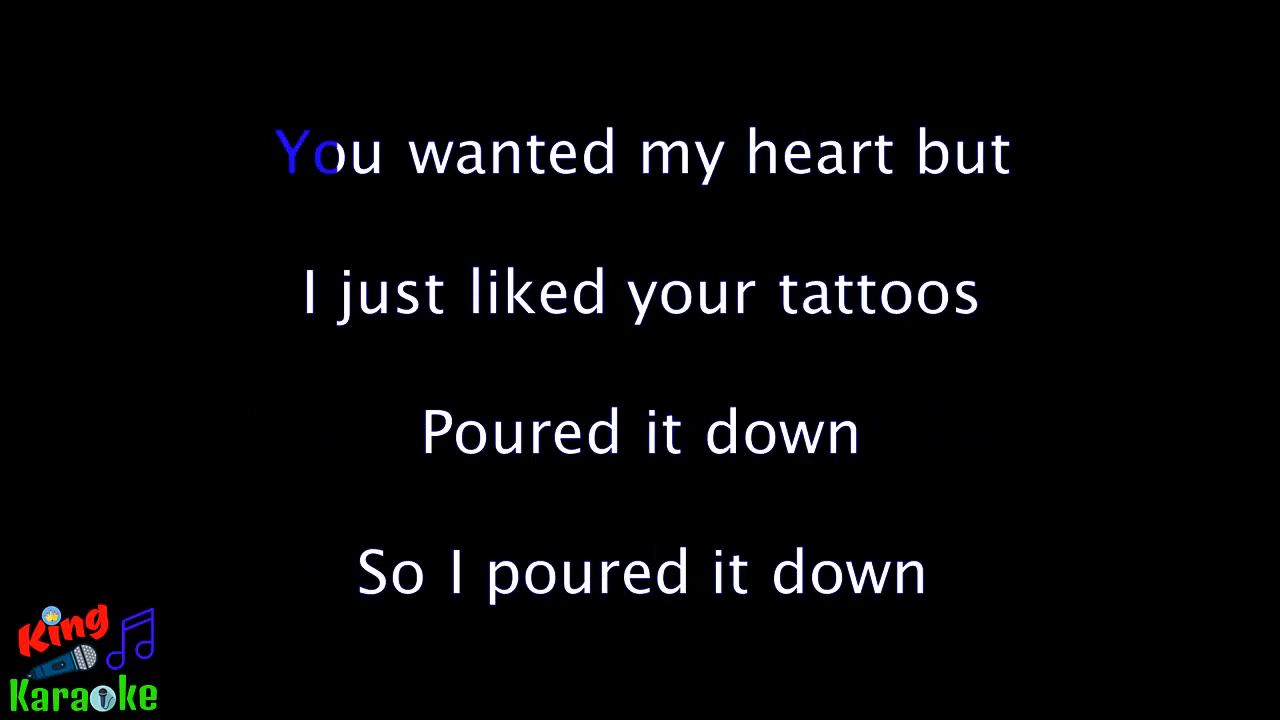 You wanted my heart but
I just liked your tattoos
Poured it down
So I poured it down
King
Karaoke